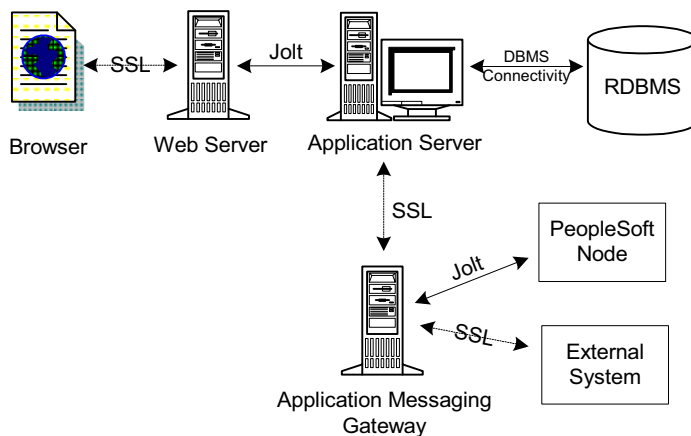 SSL
Jolt
DBMS
Connectivity
RDBMS
Browser
Web Server
Application Server
SSL
PeopleSoft
Node
Jolt
SSL
External
System
Application Messaging
Gateway